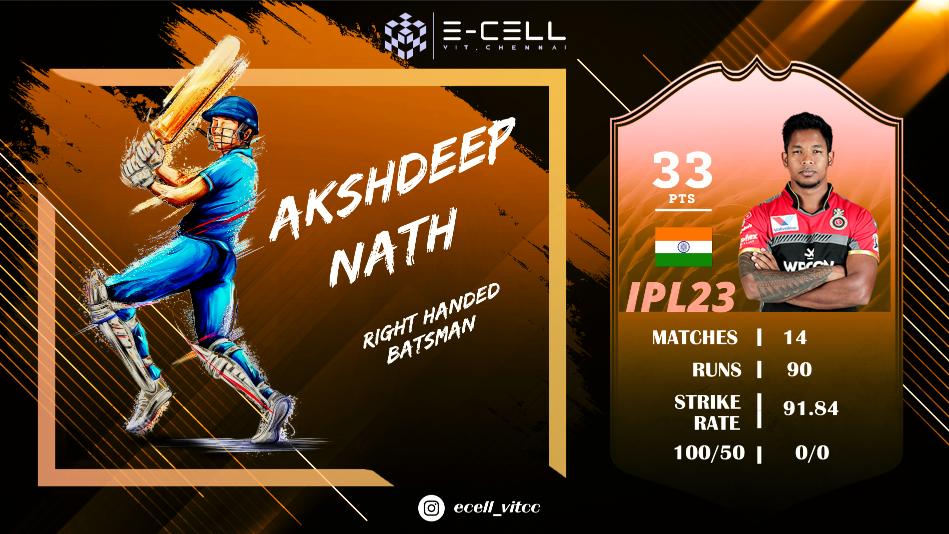 E-CELL
VIT, CHENNAI
AKSHDEEP
NATH
RIGHT HANDED
BATSMAN
33
PTS
IPL23
MATCHES | 14
RUNS | 90
STRIKE
RATE | 91.84
100/50 | 0/0
ecell_vitcc